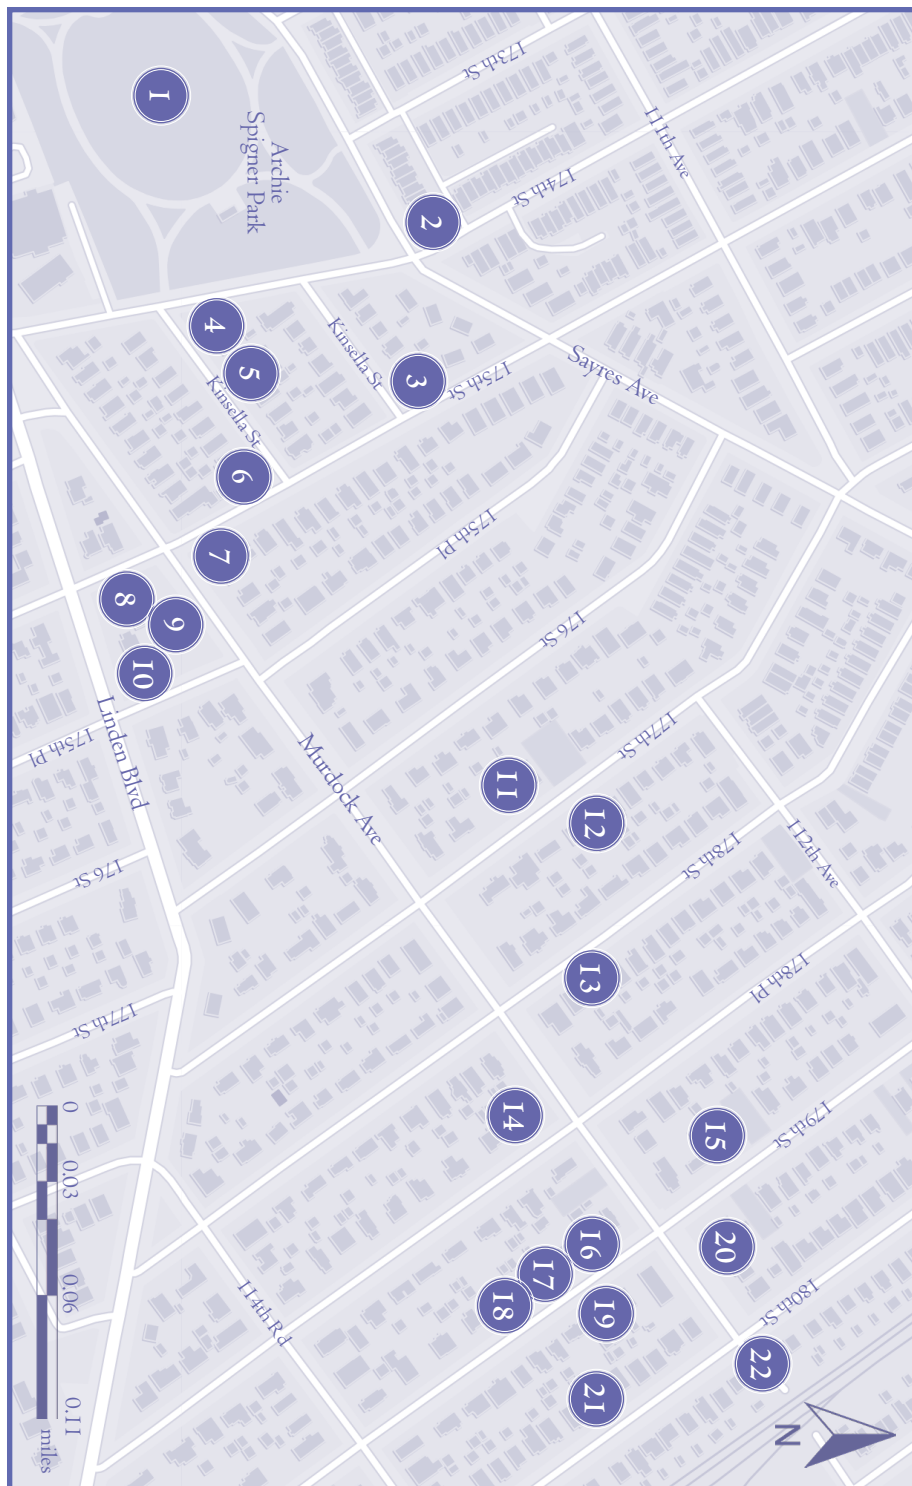 1
Archie
Spigner Park
2
3
4
5
6
7
8
9
10
11
12
13
14
15
16
17
18
19
20
21
22
173th St
174th St
111th Ave
Sayres Ave
Kinsella St
175th St
Kinsella St
175th Pl
176 St
177th St
178th St
112th Ave
178th Pl
179th St
180th St
Murdock Ave
Linden Blvd
175th Pl
176 St
177th St
114th Rd
0
0.03
0.06
0.11
miles
N